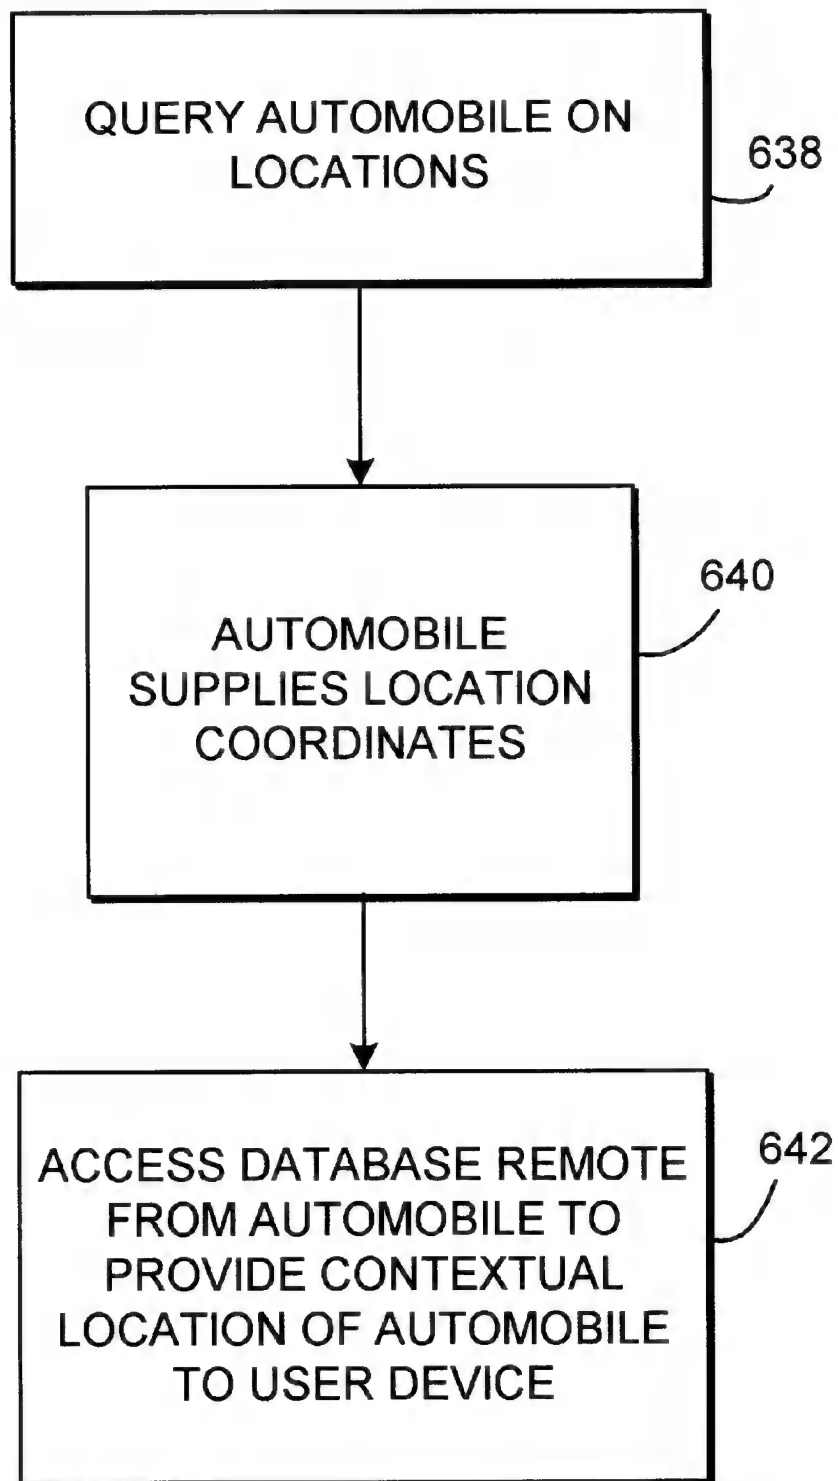 QUERY AUTOMOBILE ON
LOCATIONS
638
AUTOMOBILE
SUPPLIES LOCATION
COORDINATES
640
ACCESS DATABASE REMOTE
FROM AUTOMOBILE TO
PROVIDE CONTEXTUAL
LOCATION OF AUTOMOBILE
TO USER DEVICE
642